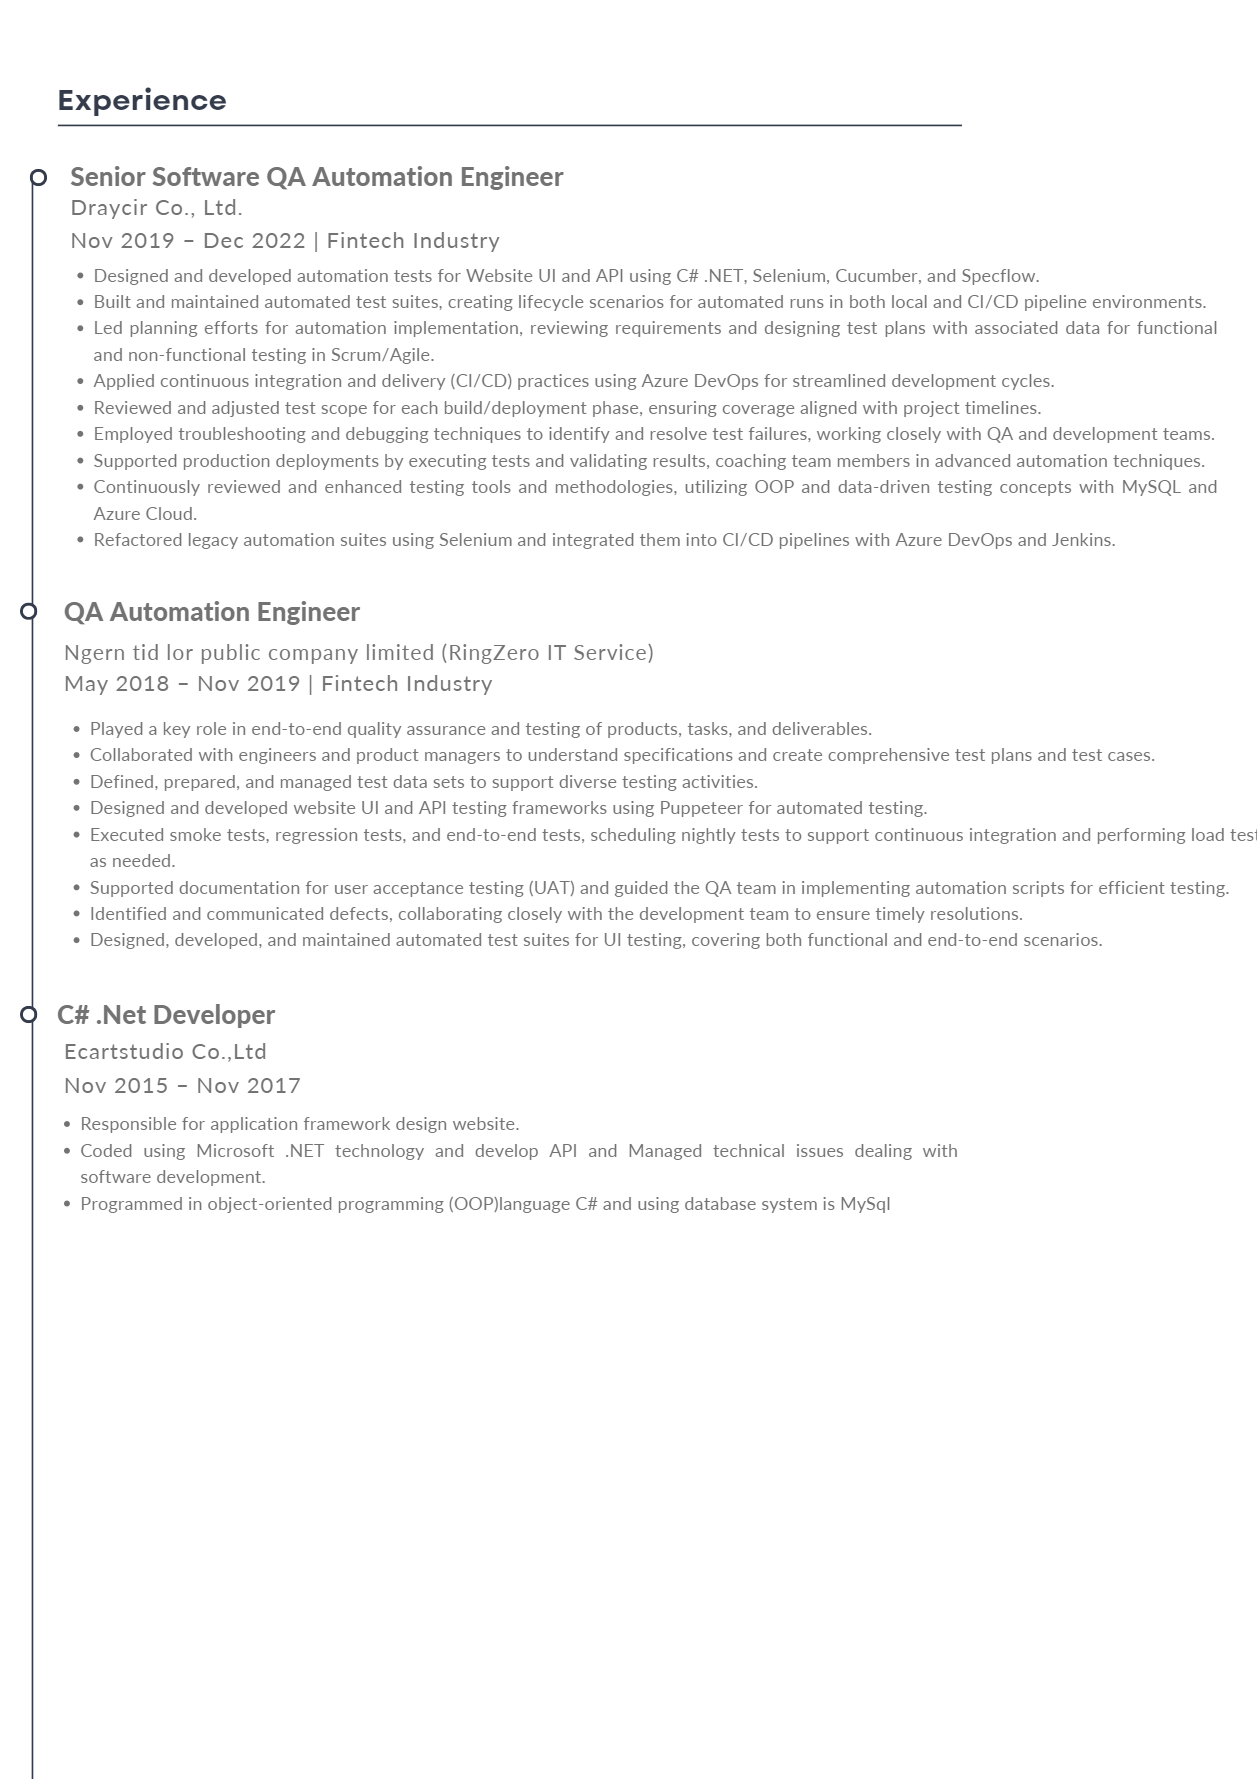 Experience
Senior Software QA Automation Engineer
Draycir Co., Ltd.
Nov 2019 – Dec 2022 | Fintech Industry
• Designed and developed automation tests for Website UI and API using C# .NET, Selenium, Cucumber, and Specflow.
• Built and maintained automated test suites, creating lifecycle scenarios for automated runs in both local and CI/CD pipeline environments.
• Led planning efforts for automation implementation, reviewing requirements and designing test plans with associated data for functional
and non-functional testing in Scrum/Agile.
• Applied continuous integration and delivery (CI/CD) practices using Azure DevOps for streamlined development cycles.
• Reviewed and adjusted test scope for each build/deployment phase, ensuring coverage aligned with project timelines.
• Employed troubleshooting and debugging techniques to identify and resolve test failures, working closely with QA and development teams.
• Supported production deployments by executing tests and validating results, coaching team members in advanced automation techniques.
• Continuously reviewed and enhanced testing tools and methodologies, utilizing OOP and data-driven testing concepts with MySQL and
Azure Cloud.
• Refactored legacy automation suites using Selenium and integrated them into CI/CD pipelines with Azure DevOps and Jenkins.
QA Automation Engineer
Ngern tid lor public company limited (RingZero IT Service)
May 2018 – Nov 2019 | Fintech Industry
• Played a key role in end-to-end quality assurance and testing of products, tasks, and deliverables.
• Collaborated with engineers and product managers to understand specifications and create comprehensive test plans and test cases.
• Defined, prepared, and managed test data sets to support diverse testing activities.
• Designed and developed website UI and API testing frameworks using Puppeteer for automated testing.
• Executed smoke tests, regression tests, and end-to-end tests, scheduling nightly tests to support continuous integration and performing load test
as needed.
• Supported documentation for user acceptance testing (UAT) and guided the QA team in implementing automation scripts for efficient testing.
• Identified and communicated defects, collaborating closely with the development team to ensure timely resolutions.
• Designed, developed, and maintained automated test suites for UI testing, covering both functional and end-to-end scenarios.
C# .Net Developer
Ecartstudio Co.,Ltd
Nov 2015 – Nov 2017
• Responsible for application framework design website.
• Coded using Microsoft .NET technology and develop API and Managed technical issues dealing with
software development.
• Programmed in object-oriented programming (OOP)language C# and using database system is MySql